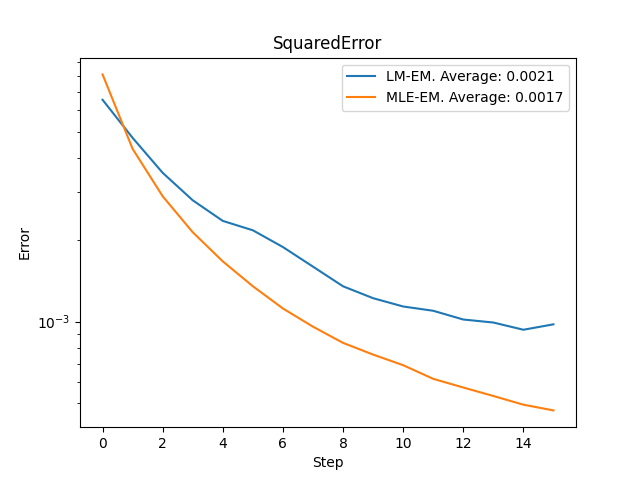 SquaredError
LM-EM. Average: 0.0021
MLE-EM. Average: 0.0017
Error
10⁻³
0 2 4 6 8 10 12 14
Step